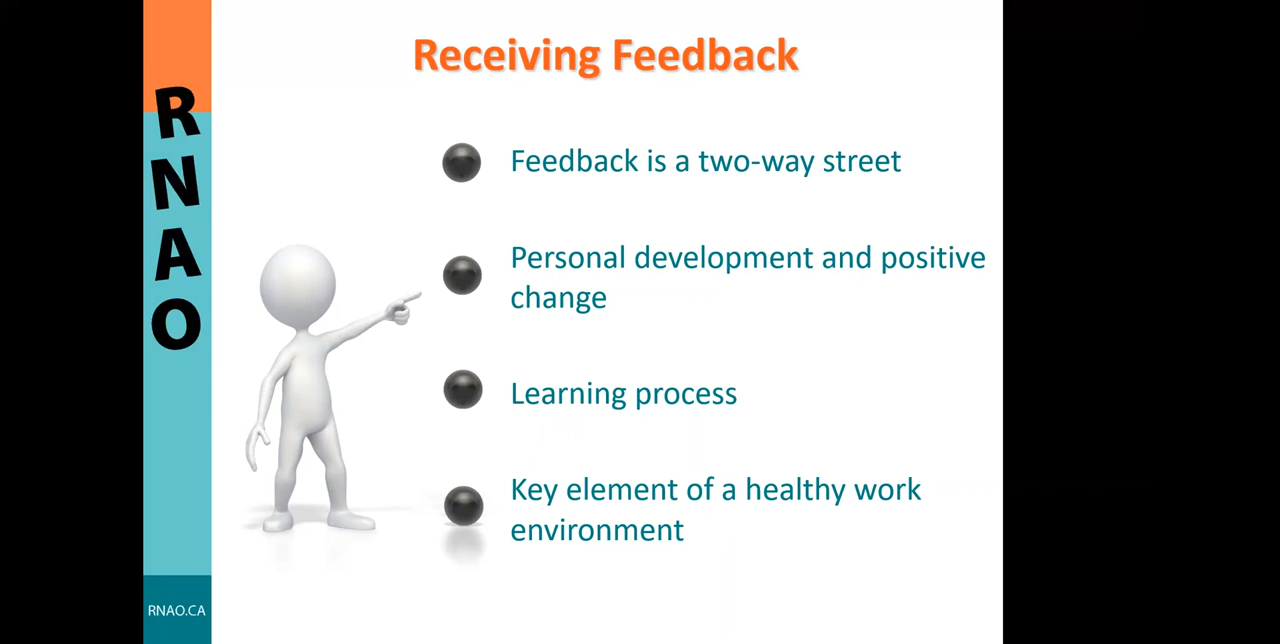 Receiving Feedback
RNAO
Feedback is a two-way street
Personal development and positive
change
Learning process
Key element of a healthy work
environment
RNAO.CA